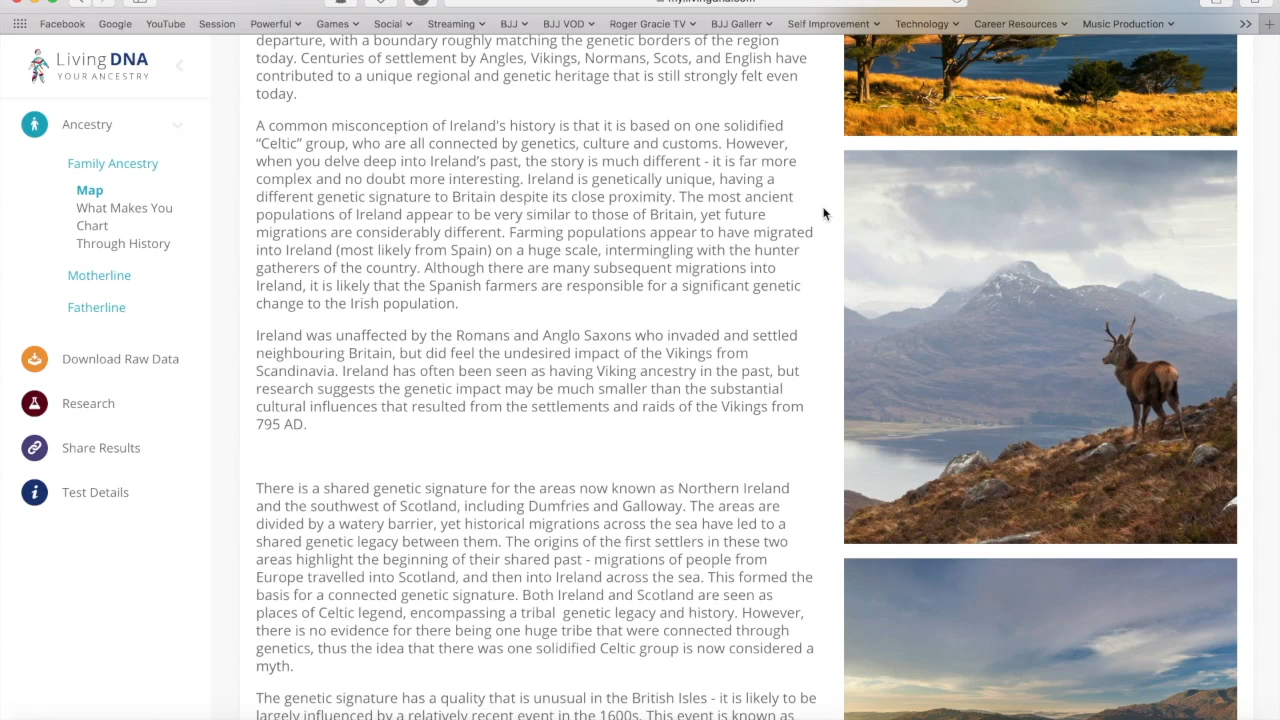 Facebook Google YouTube Session Powerful Games Social Streaming BJJ BJJ VOD Roger Gracie TV BJJ Gallerr Self Improvement Technology Career Resources Music Production
Living DNA
YOUR ANCESTRY
Ancestry
Family Ancestry
Map
What Makes You
Chart
Through History
Motherline
Fatherline
Download Raw Data
Research
Share Results
Test Details
departure, with a boundary roughly matching the genetic borders of the region
today. Centuries of settlement by Angles, Vikings, Normans, Scots, and English have
contributed to a unique regional and genetic heritage that is still strongly felt even
today.
A common misconception of Ireland's history is that it is based on one solidified
“Celtic” group, who are all connected by genetics, culture and customs. However,
when you delve deep into Ireland’s past, the story is much different - it is far more
complex and no doubt more interesting. Ireland is genetically unique, having a
different genetic signature to Britain despite its close proximity. The most ancient
populations of Ireland appear to be very similar to those of Britain, yet future
migrations are considerably different. Farming populations appear to have migrated
into Ireland (most likely from Spain) on a huge scale, intermingling with the hunter
gatherers of the country. Although there are many subsequent migrations into
Ireland, it is likely that the Spanish farmers are responsible for a significant genetic
change to the Irish population.
Ireland was unaffected by the Romans and Anglo Saxons who invaded and settled
neighbouring Britain, but did feel the undesired impact of the Vikings from
Scandinavia. Ireland has often been seen as having Viking ancestry in the past, but
research suggests the genetic impact may be much smaller than the substantial
cultural influences that resulted from the settlements and raids of the Vikings from
795 AD.
There is a shared genetic signature for the areas now known as Northern Ireland
and the southwest of Scotland, including Dumfries and Galloway. The areas are
divided by a watery barrier, yet historical migrations across the sea have led to a
shared genetic legacy between them. The origins of the first settlers in these two
areas highlight the beginning of their shared past - migrations of people from
Europe travelled into Scotland, and then into Ireland across the sea. This formed the
basis for a connected genetic signature. Both Ireland and Scotland are seen as
places of Celtic legend, encompassing a tribal genetic legacy and history. However,
there is no evidence for there being one huge tribe that were connected through
genetics, thus the idea that there was one solidified Celtic group is now considered a
myth.
The genetic signature has a quality that is unusual in the British Isles - it is likely to be
largely influenced by a relatively recent event in the 1600s. This event is known as